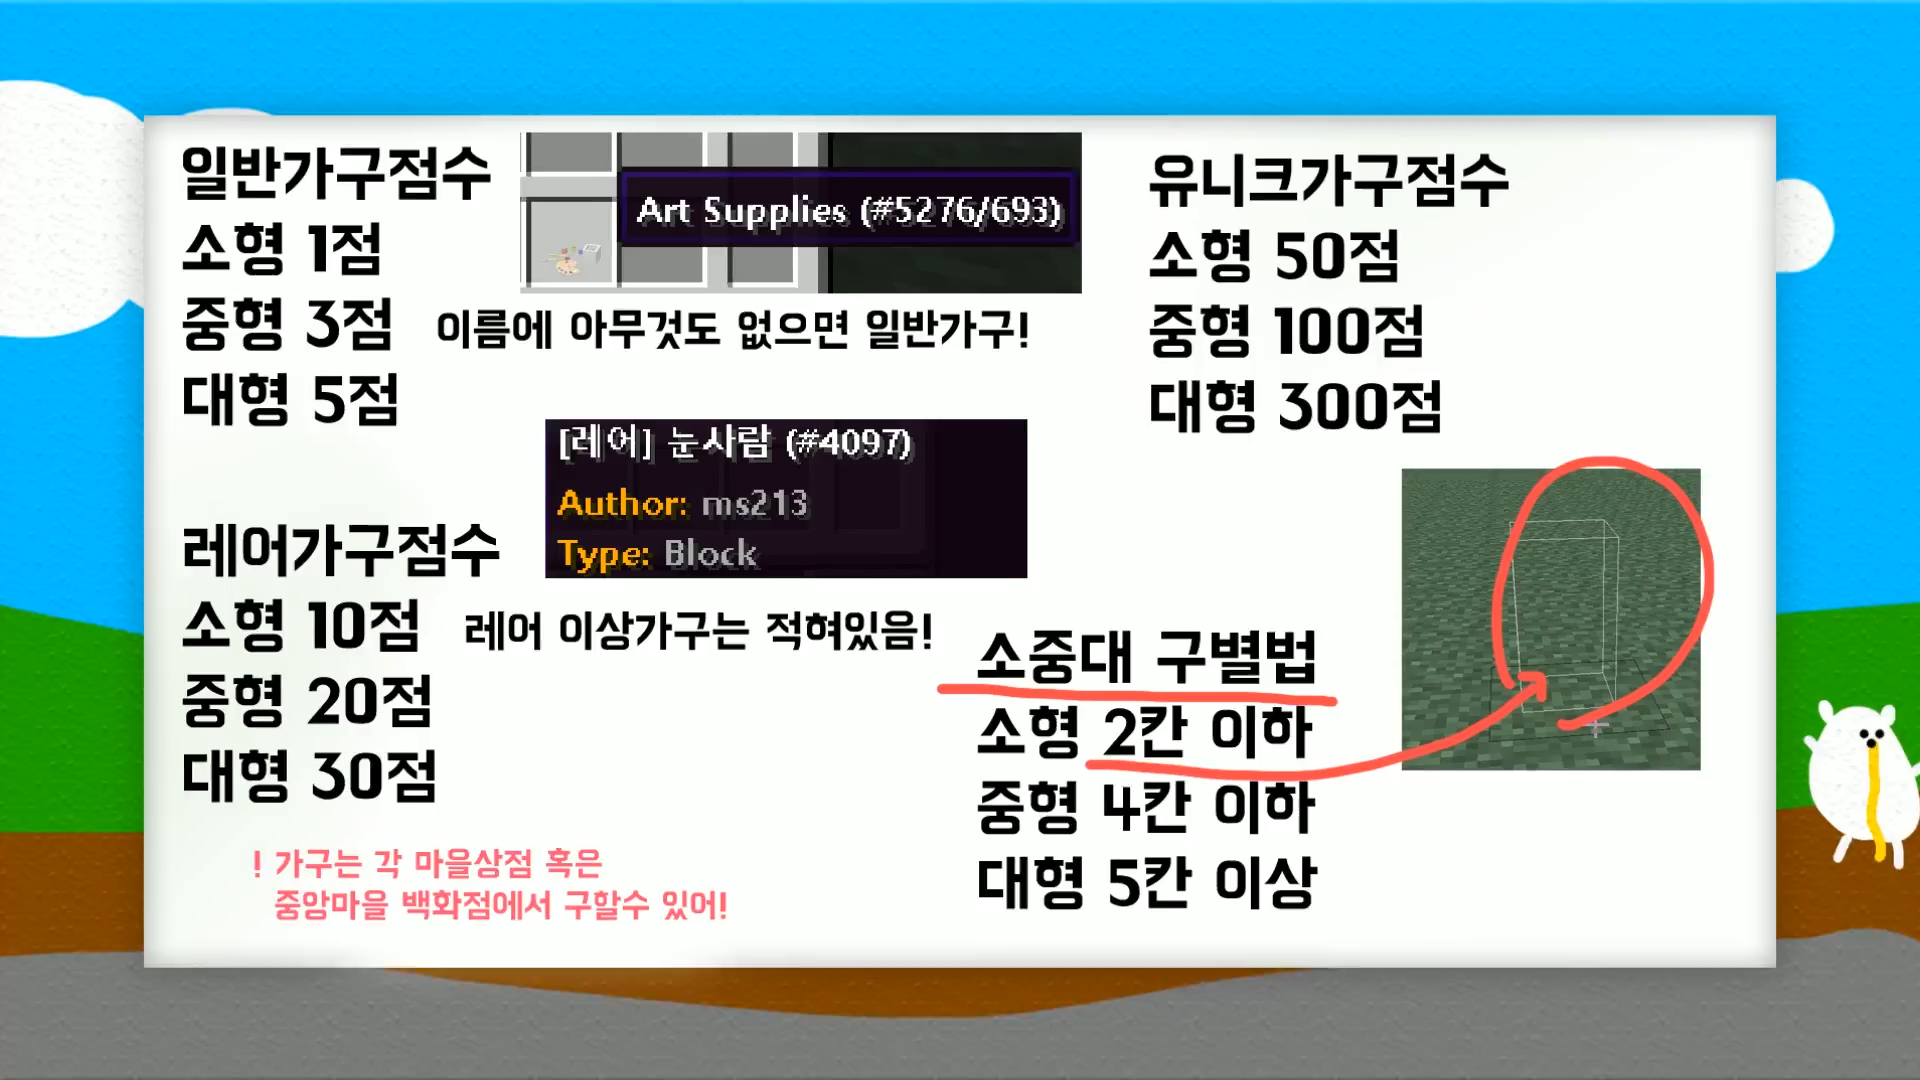 일반가구점수
소형 1점
중형 3점
대형 5점
Art Supplies (#5276/693)
이름에 아무것도 없으면 일반가구!
레어가구점수
소형 10점
중형 20점
대형 30점
[레어] 눈사람 (#4097)
Author: ms213
Type: Block
레어 이상가구는 적혀있음!
! 가구는 각 마을상점 혹은
중앙마을 백화점에서 구할수 있어!
유니크가구점수
소형 50점
중형 100점
대형 300점
소중대 구별법
소형 2칸 이하
중형 4칸 이하
대형 5칸 이상